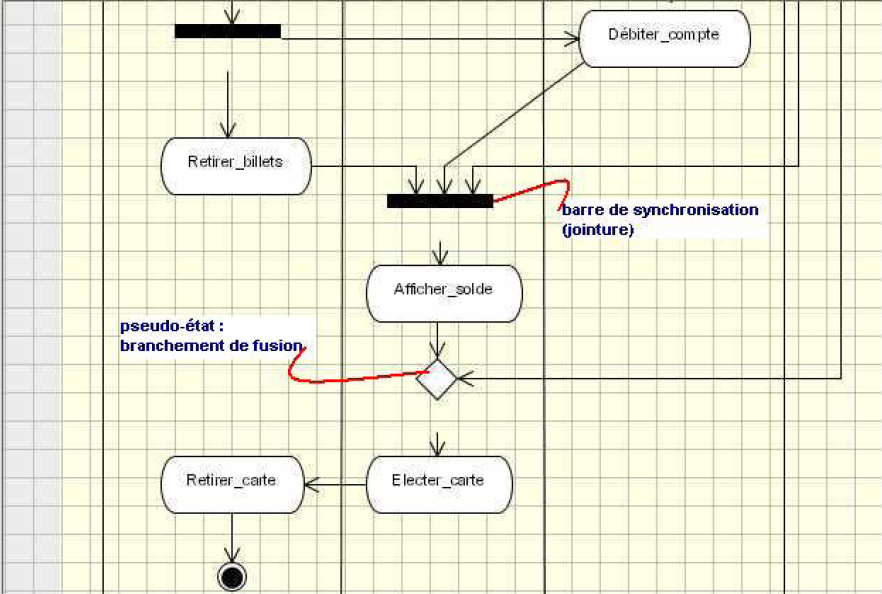 Débiter_compte
Retirer_billets
barre de synchronisation
(jointure)
Afficher_solde
pseudo-état :
branchement de fusion
Retirer_carte
Electer_carte